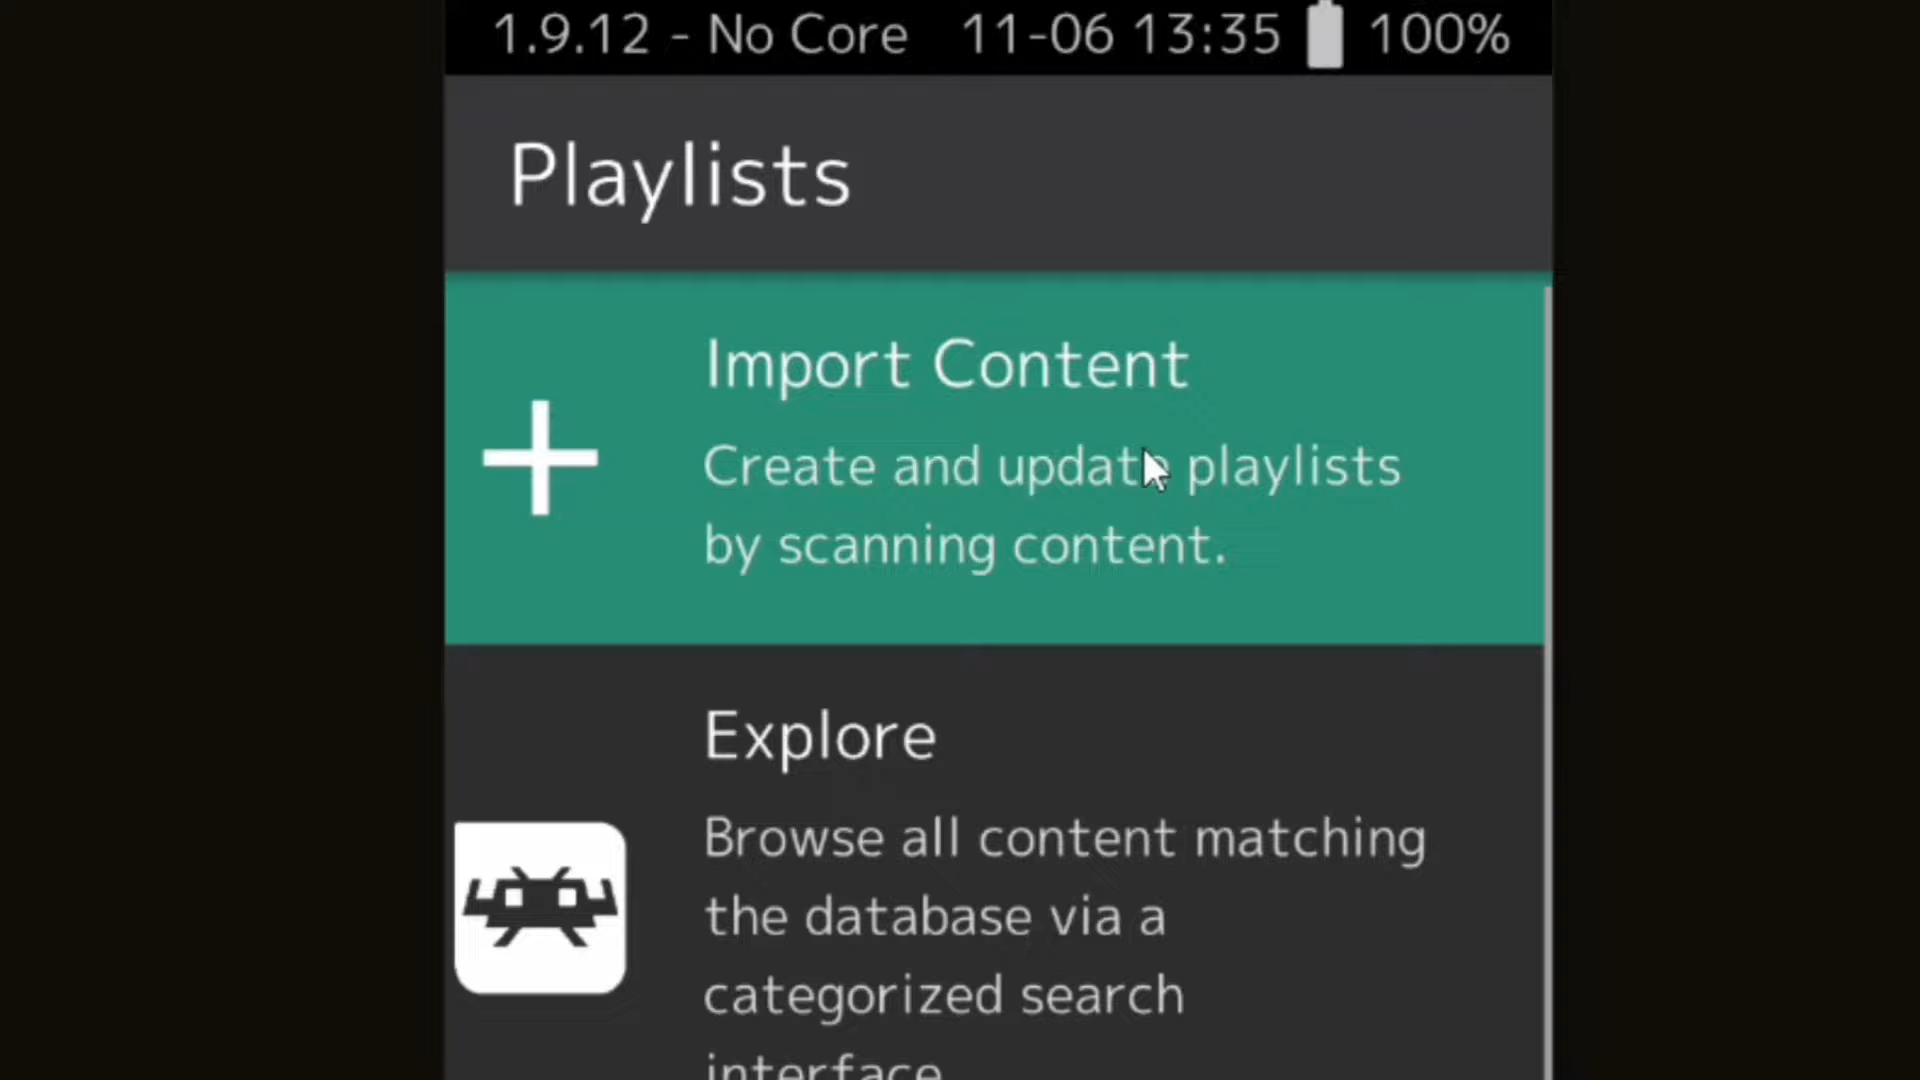 1.9.12 - No Core 11-06 13:35 100%
Playlists
Import Content
Create and update playlists
by scanning content.
Explore
Browse all content matching
the database via a
categorized search
interface